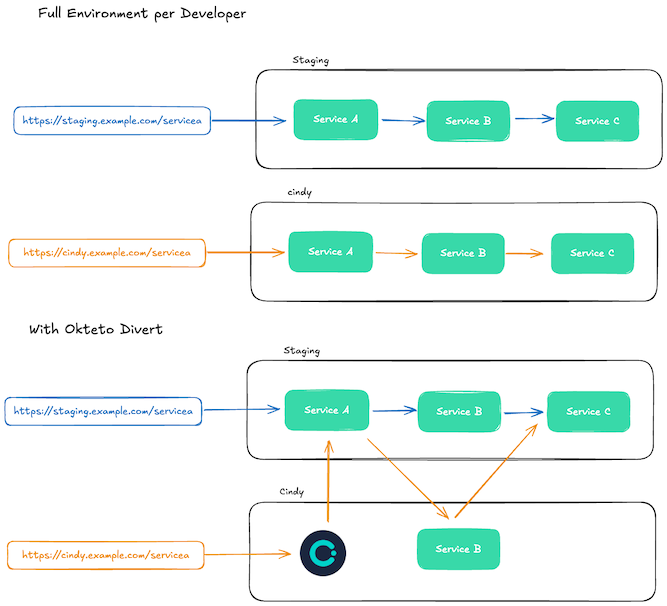 Full Environment per Developer
Staging
https://staging.example.com/servicea
Service A
Service B
Service C
cindy
https://cindy.example.com/servicea
Service A
Service B
Service C
With Okteto Divert
Staging
https://staging.example.com/servicea
Service A
Service B
Service C
Cindy
https://cindy.example.com/servicea
Service B